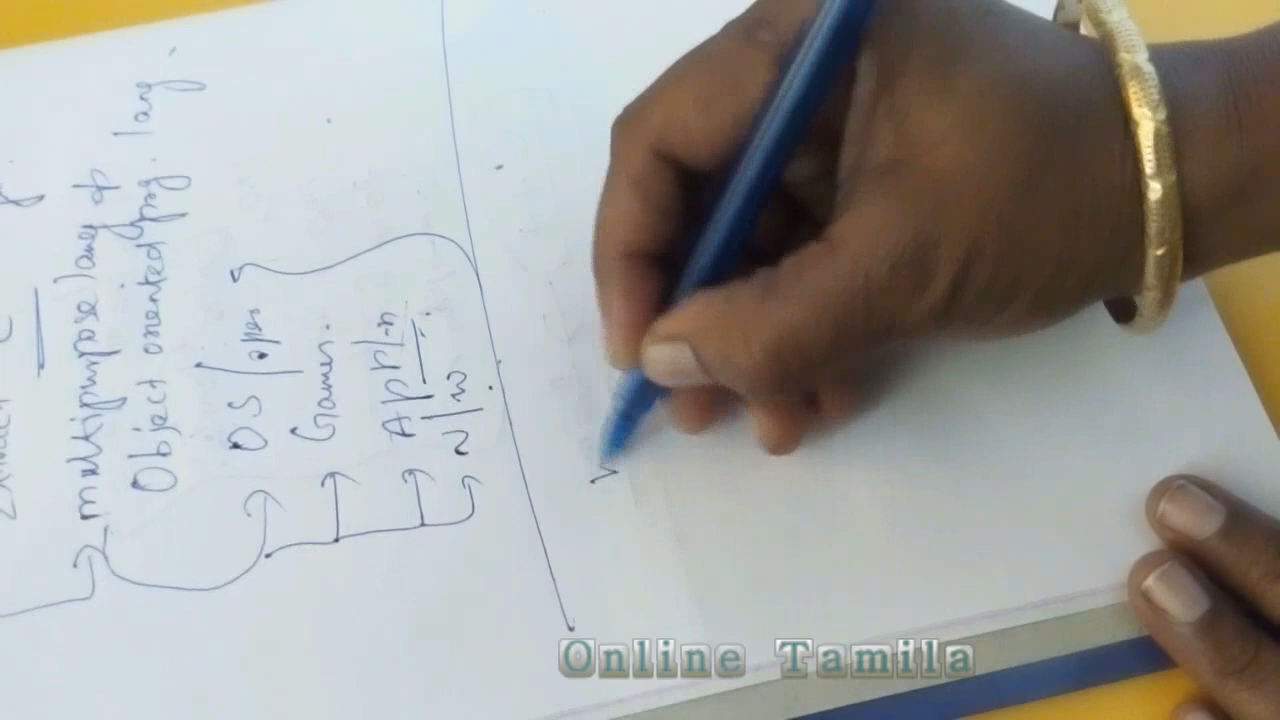 multipurpose lang &
Object oriented prog. lang.
OS / oper
Games.
Appl-n.
N/w
Online Tamila